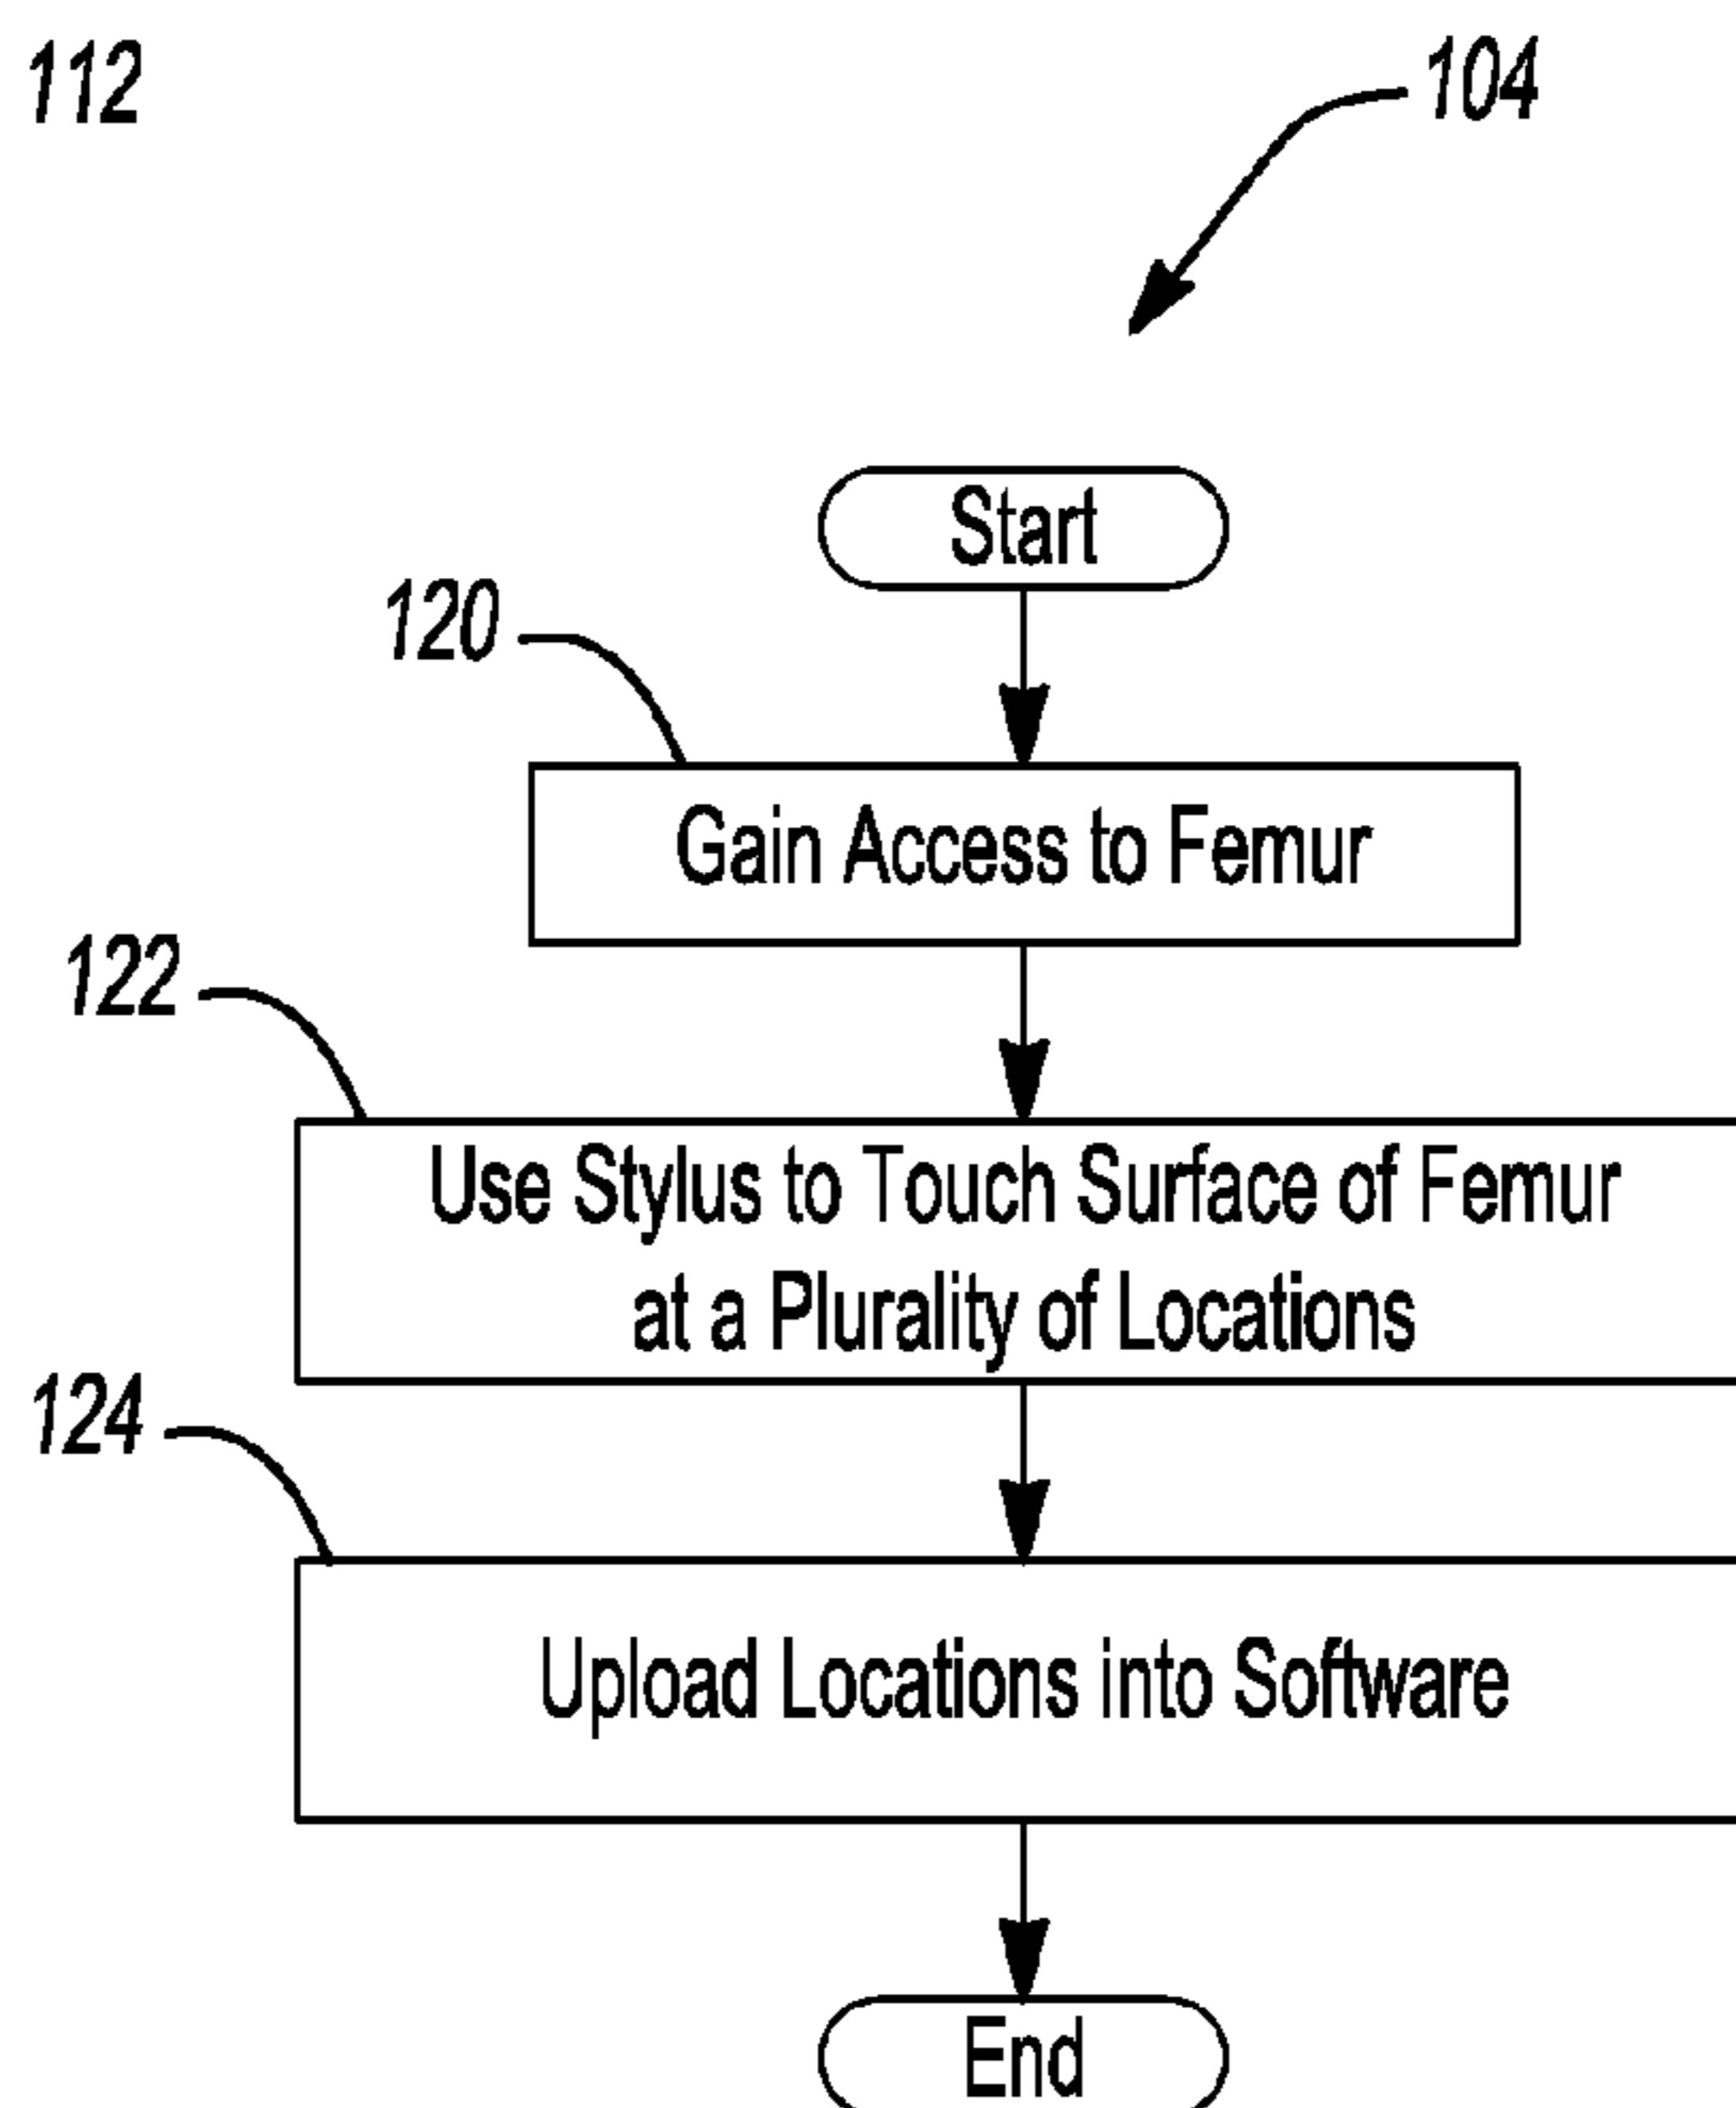 112
104
Start
120
Gain Access to Femur
122
Use Stylus to Touch Surface of Femur
at a Plurality of Locations
124
Upload Locations into Software
End